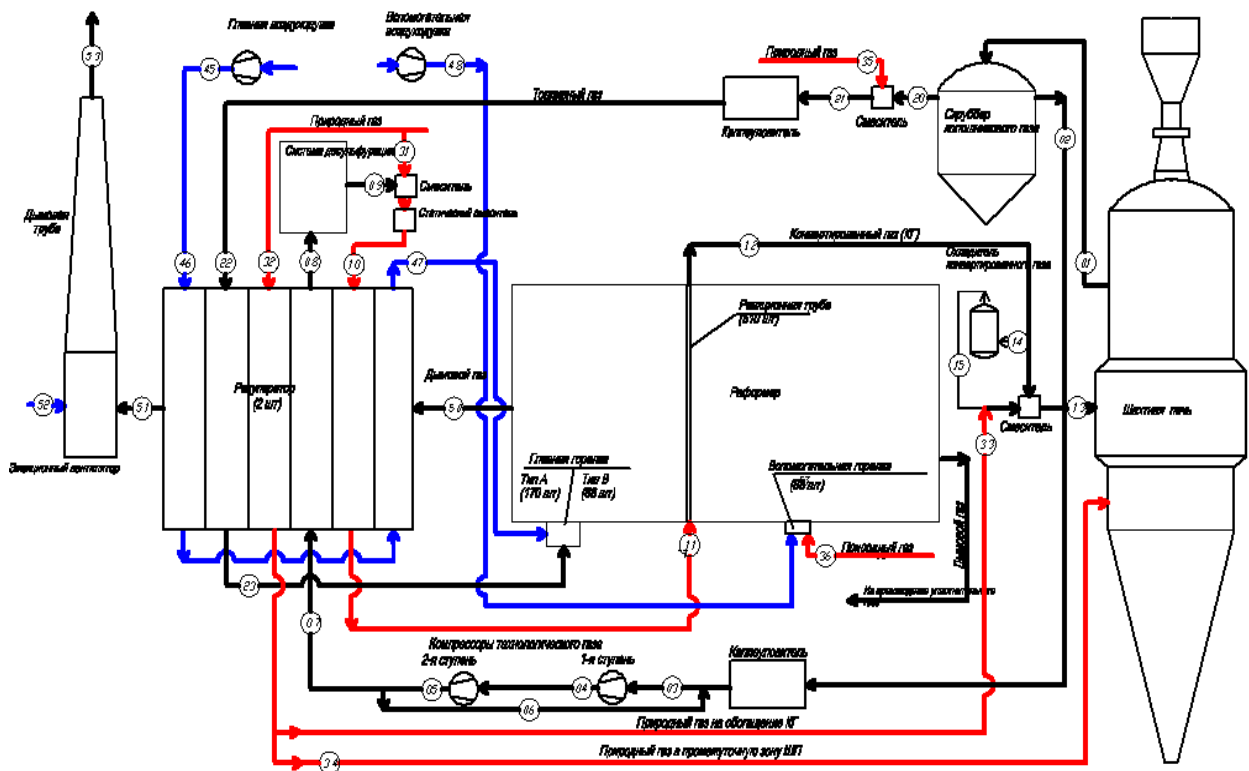 Главная воздуходувка
Вспомогательная
воздуходувка
53
45
48
Природный газ
35
Топливный газ
21
20
Каплеуловитель
Смеситель
Скруббер
колошникового газа
02
Природный газ
31
Система десульфурации
09
Смеситель
Статический смеситель
Дымовая
труба
46
22
32
08
10
47
12
Конвертированный газ (КГ)
Охладитель
конвертированного газа
01
Реакционная труба
14
15
Рекуператор
(2 шт)
Дымовой газ
50
Реформер
52
51
13
Шахтная печь
Смеситель
33
Эжекционный вентилятор
Главная горелка
Тип А
(170 шт)
Тип В
(68 шт)
Вспомогательная горелка
(68 шт)
11
36
Природный газ
Дымовой газ
23
07
Компрессоры технологического газа
2-я ступень
1-я ступень
Каплеуловитель
05
04
03
06
Природный газ на обогащение КГ
Природный газ в промежуточную зону ШП
34